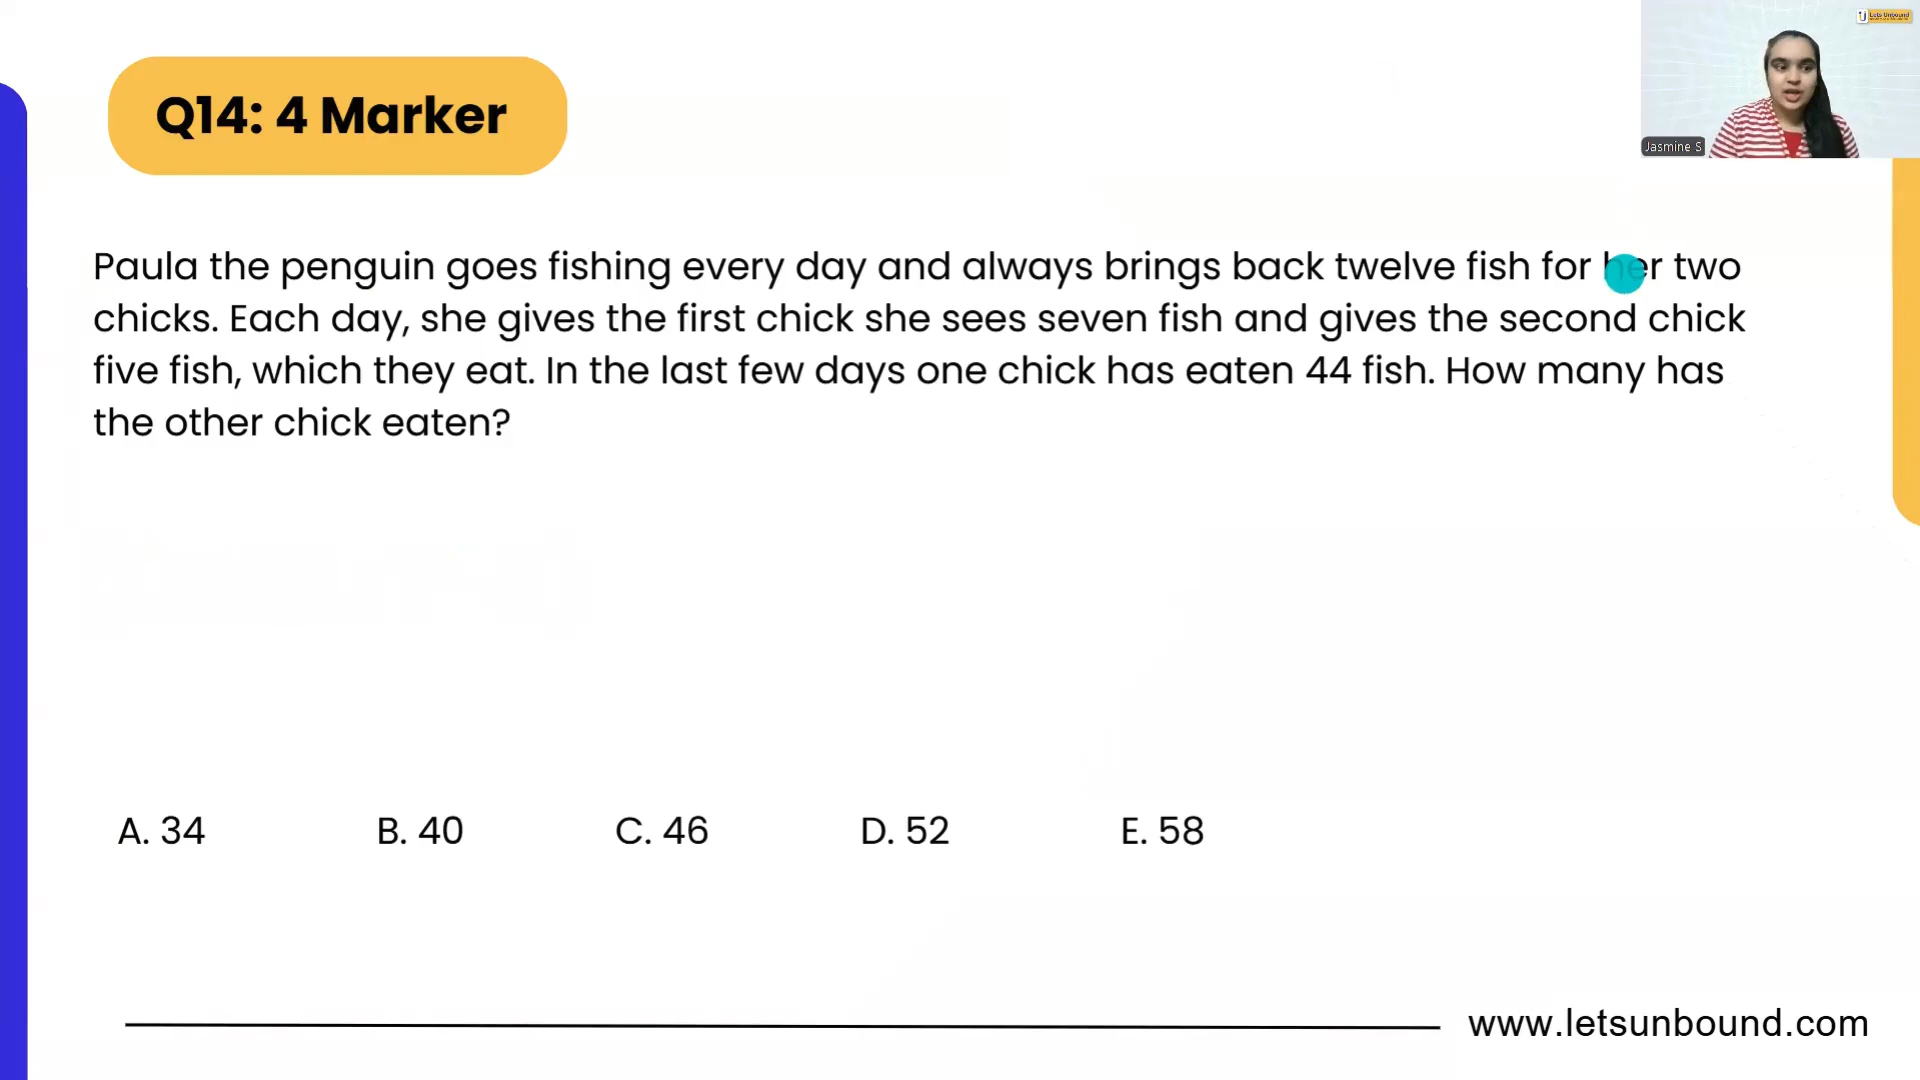 Lets Unbound
Q14: 4 Marker
Jasmine S
Paula the penguin goes fishing every day and always brings back twelve fish for her two
chicks. Each day, she gives the first chick she sees seven fish and gives the second chick
five fish, which they eat. In the last few days one chick has eaten 44 fish. How many has
the other chick eaten?
A. 34 B. 40 C. 46 D. 52 E. 58
www.letsunbound.com